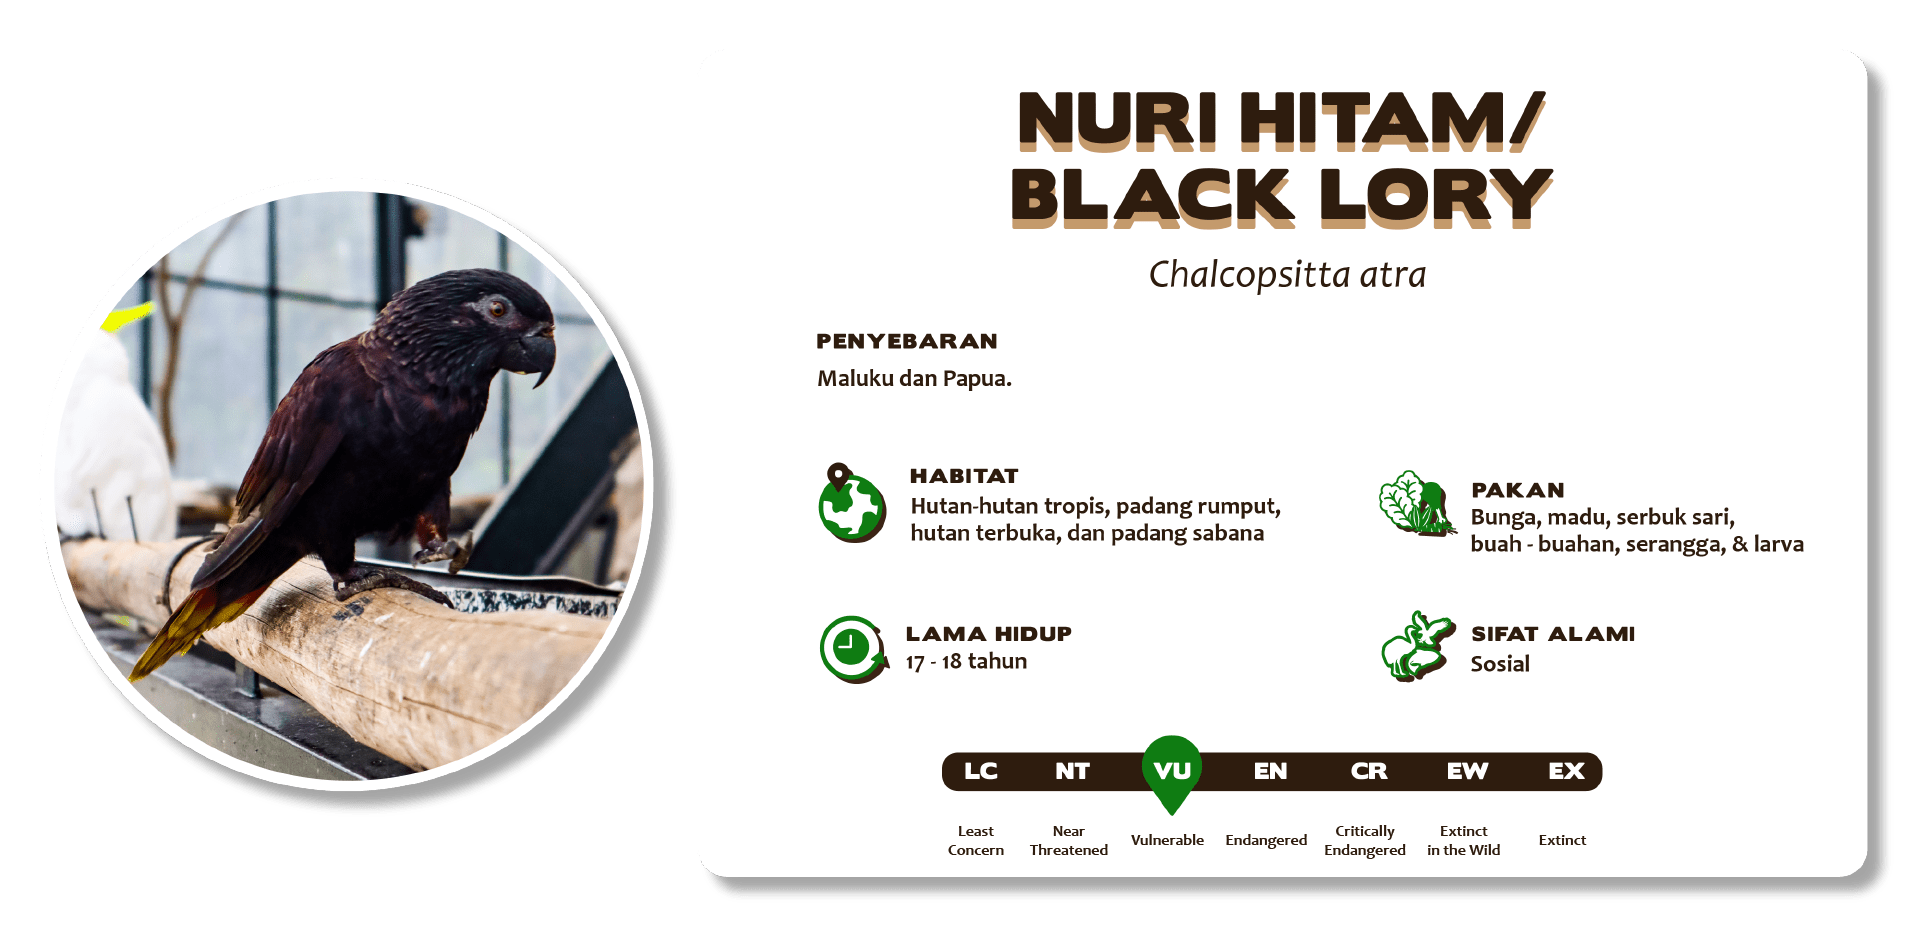 NURI HITAM/
BLACK LORY
Chalcopsitta atra
PENYEBARAN
Maluku dan Papua.
HABITAT
Hutan-hutan tropis, padang rumput,
hutan terbuka, dan padang sabana
PAKAN
Bunga, madu, serbuk sari,
buah - buahan, serangga, & larva
LAMA HIDUP
17 - 18 tahun
SIFAT ALAMI
Sosial
LC NT VU EN CR EW EX
Least
Concern
Near
Threatened
Vulnerable
Endangered
Critically
Endangered
Extinct
in the Wild
Extinct